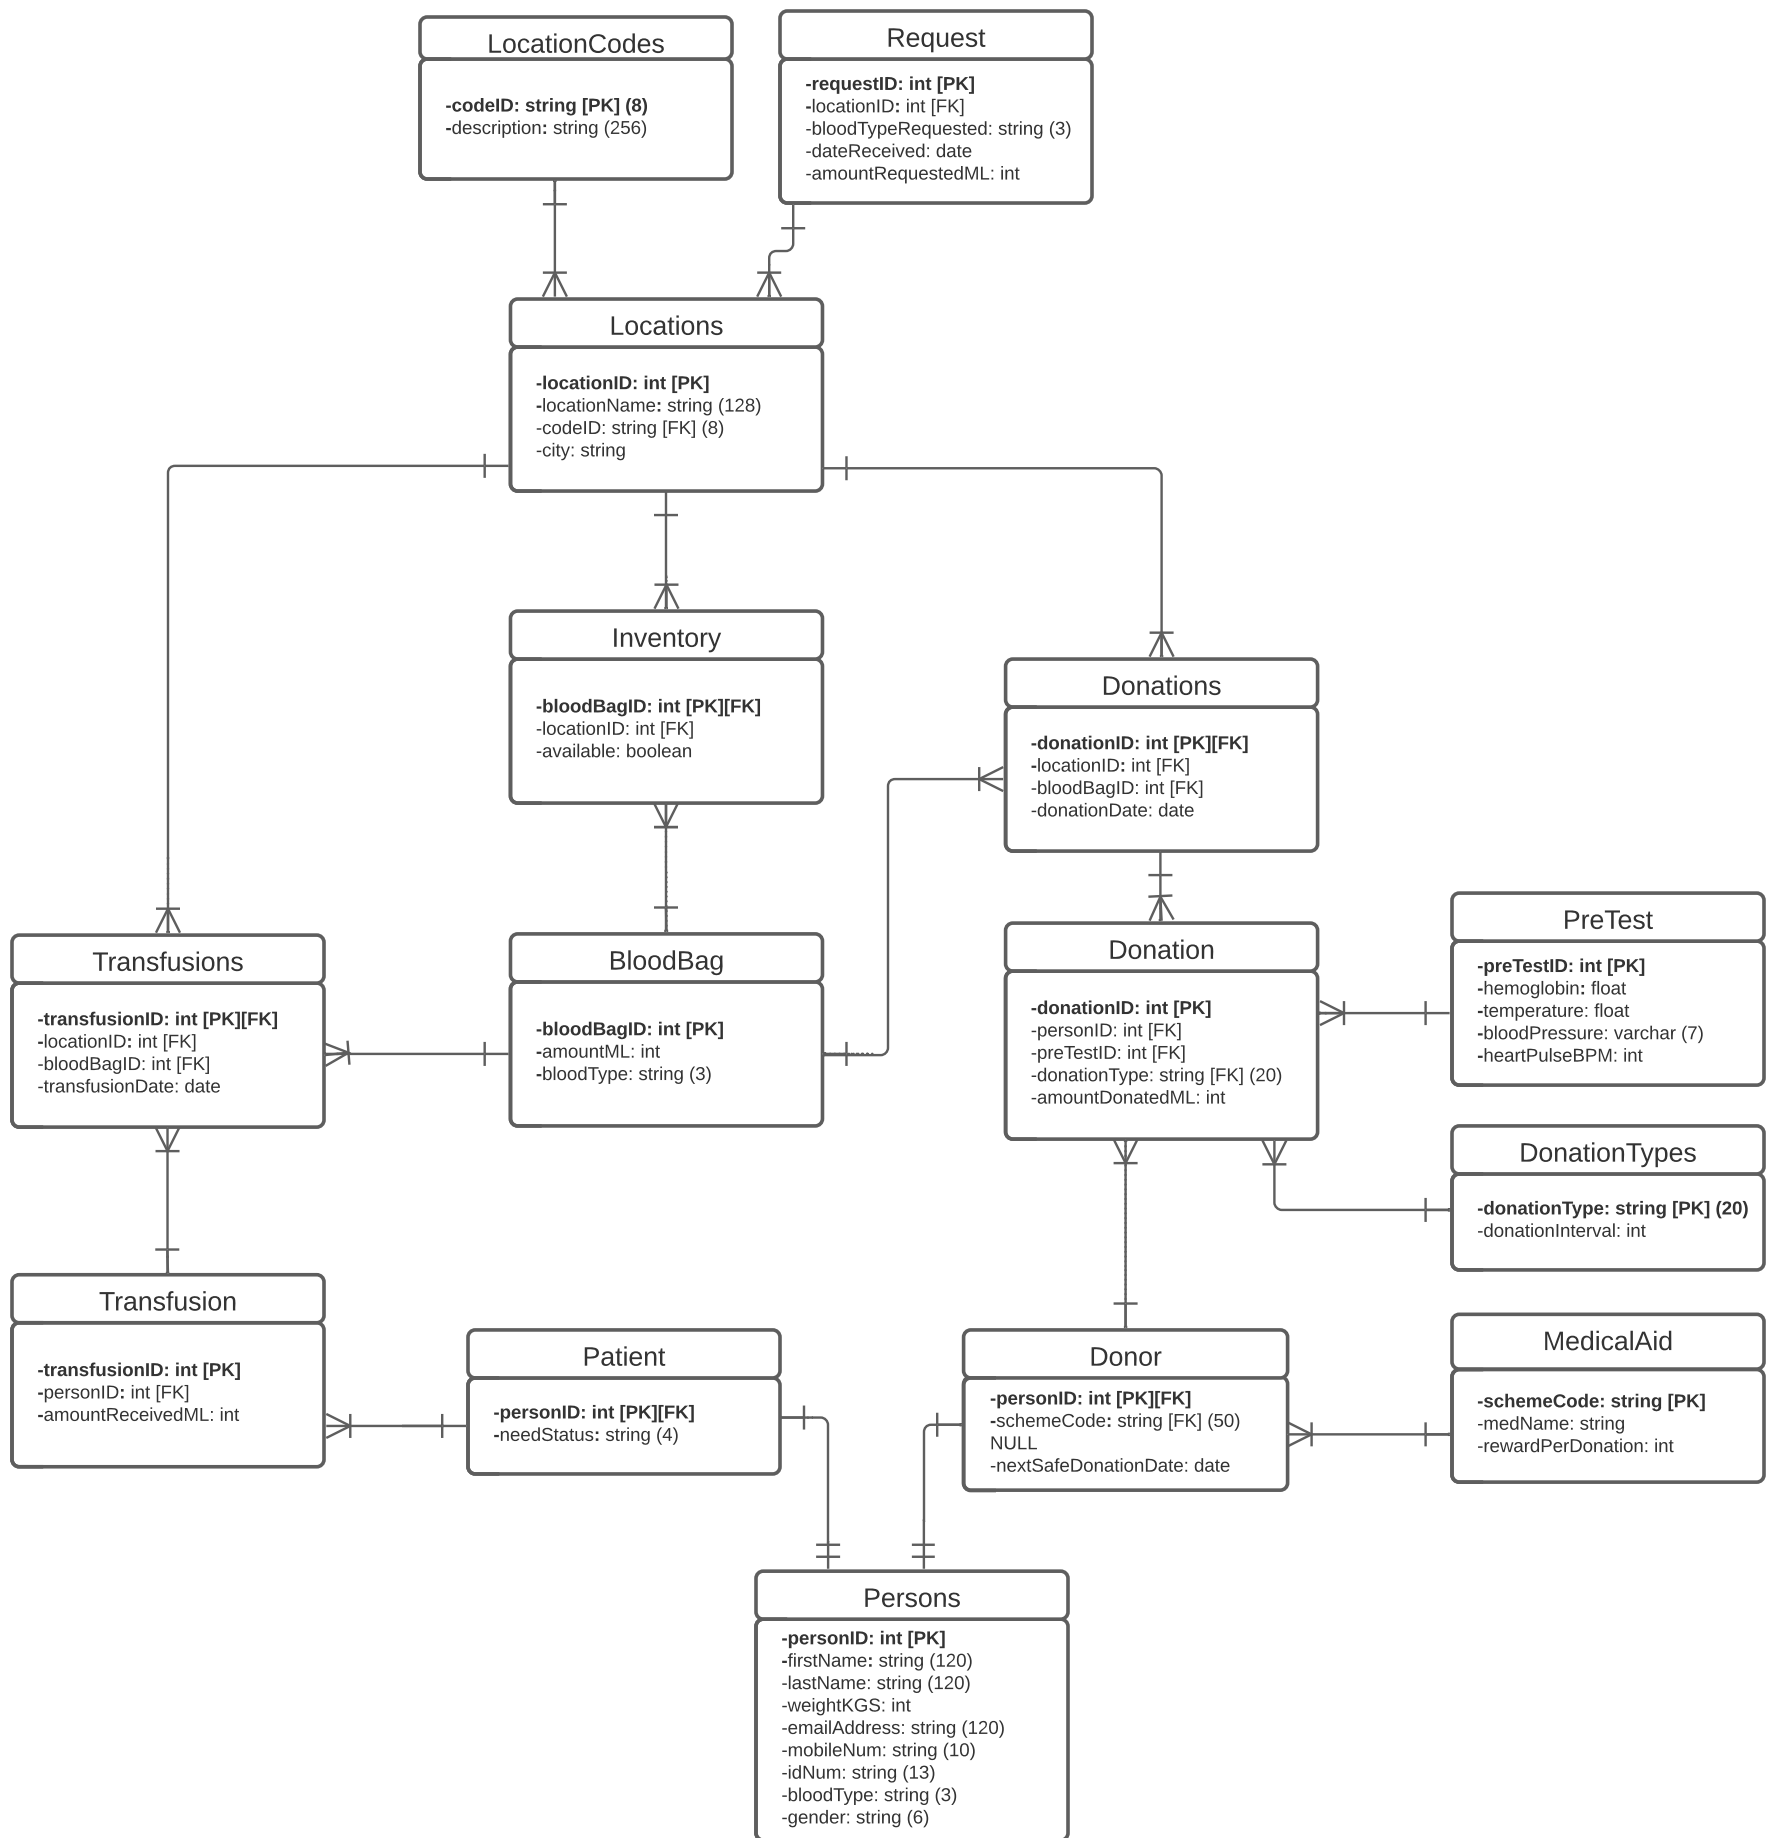 LocationCodes
-codeID: string [PK] (8)
-description: string (256)
Request
-requestID: int [PK]
-locationID: int [FK]
-bloodTypeRequested: string (3)
-dateReceived: date
-amountRequestedML: int
Locations
-locationID: int [PK]
-locationName: string (128)
-codeID: string [FK] (8)
-city: string
Inventory
-bloodBagID: int [PK][FK]
-locationID: int [FK]
-available: boolean
Donations
-donationID: int [PK][FK]
-locationID: int [FK]
-bloodBagID: int [FK]
-donationDate: date
Transfusions
-transfusionID: int [PK][FK]
-locationID: int [FK]
-bloodBagID: int [FK]
-transfusionDate: date
BloodBag
-bloodBagID: int [PK]
-amountML: int
-bloodType: string (3)
Donation
-donationID: int [PK]
-personID: int [FK]
-preTestID: int [FK]
-donationType: string [FK] (20)
-amountDonatedML: int
PreTest
-preTestID: int [PK]
-hemoglobin: float
-temperature: float
-bloodPressure: varchar (7)
-heartPulseBPM: int
DonationTypes
-donationType: string [PK] (20)
-donationInterval: int
Transfusion
-transfusionID: int [PK]
-personID: int [FK]
-amountReceivedML: int
Patient
-personID: int [PK][FK]
-needStatus: string (4)
Donor
-personID: int [PK][FK]
-schemeCode: string [FK] (50)
NULL
-nextSafeDonationDate: date
MedicalAid
-schemeCode: string [PK]
-medName: string
-rewardPerDonation: int
Persons
-personID: int [PK]
-firstName: string (120)
-lastName: string (120)
-weightKGS: int
-emailAddress: string (120)
-mobileNum: string (10)
-idNum: string (13)
-bloodType: string (3)
-gender: string (6)